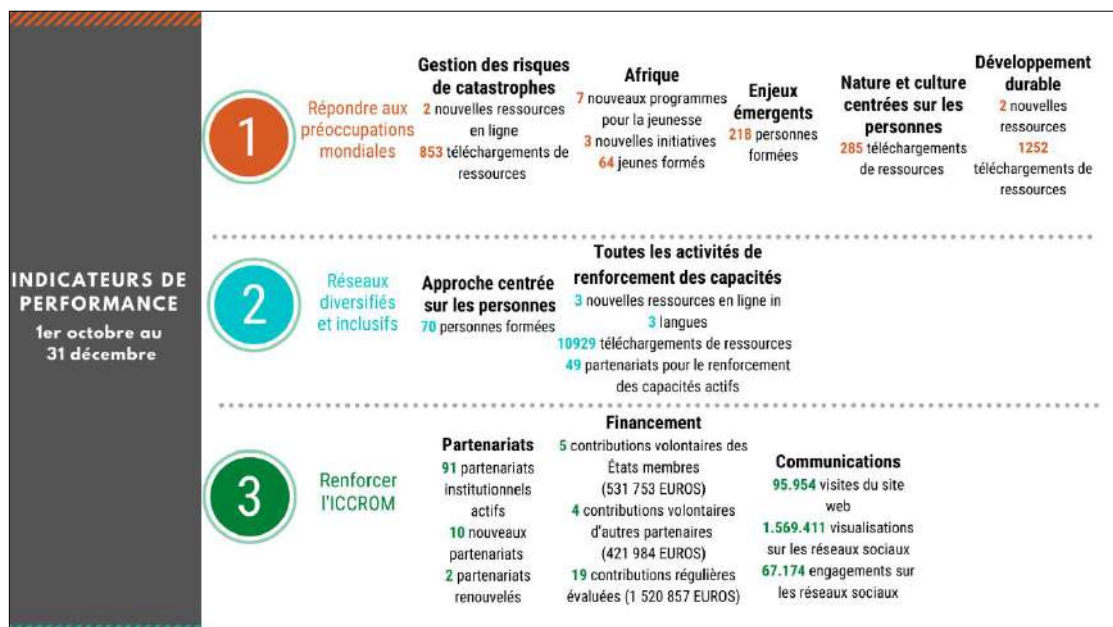 INDICATEURS DE
PERFORMANCE
1er octobre au
31 décembre
1
Répondre aux
préoccupations
mondiales
Gestion des risques
de catastrophes
2 nouvelles ressources
en ligne
853 téléchargements de
ressources
Afrique
7 nouveaux programmes
pour la jeunesse
3 nouvelles initiatives
64 jeunes formés
Enjeux
émergents
218 personnes
formées
Nature et culture
centrées sur les
personnes
285 téléchargements
de ressources
Développement
durable
2 nouvelles
ressources
1252
téléchargements de
ressources
2
Réseaux
diversifiés
et inclusifs
Approche centrée
sur les personnes
70 personnes formées
Toutes les activités de
renforcement des capacités
3 nouvelles ressources en ligne in
3 langues
10929 téléchargements de ressources
49 partenariats pour le renforcement
des capacités actifs
3
Renforcer
l'ICCROM
Partenariats
91 partenariats
institutionnels
actifs
10 nouveaux
partenariats
2 partenariats
renouvelés
Financement
5 contributions volontaires des
États membres
(531 753 EUROS)
4 contributions volontaires
d'autres partenaires
(421 984 EUROS)
19 contributions régulières
évaluées (1 520 857 EUROS)
Communications
95.954 visites du site
web
1.569.411 visualisations
sur les réseaux sociaux
67.174 engagements sur
les réseaux sociaux